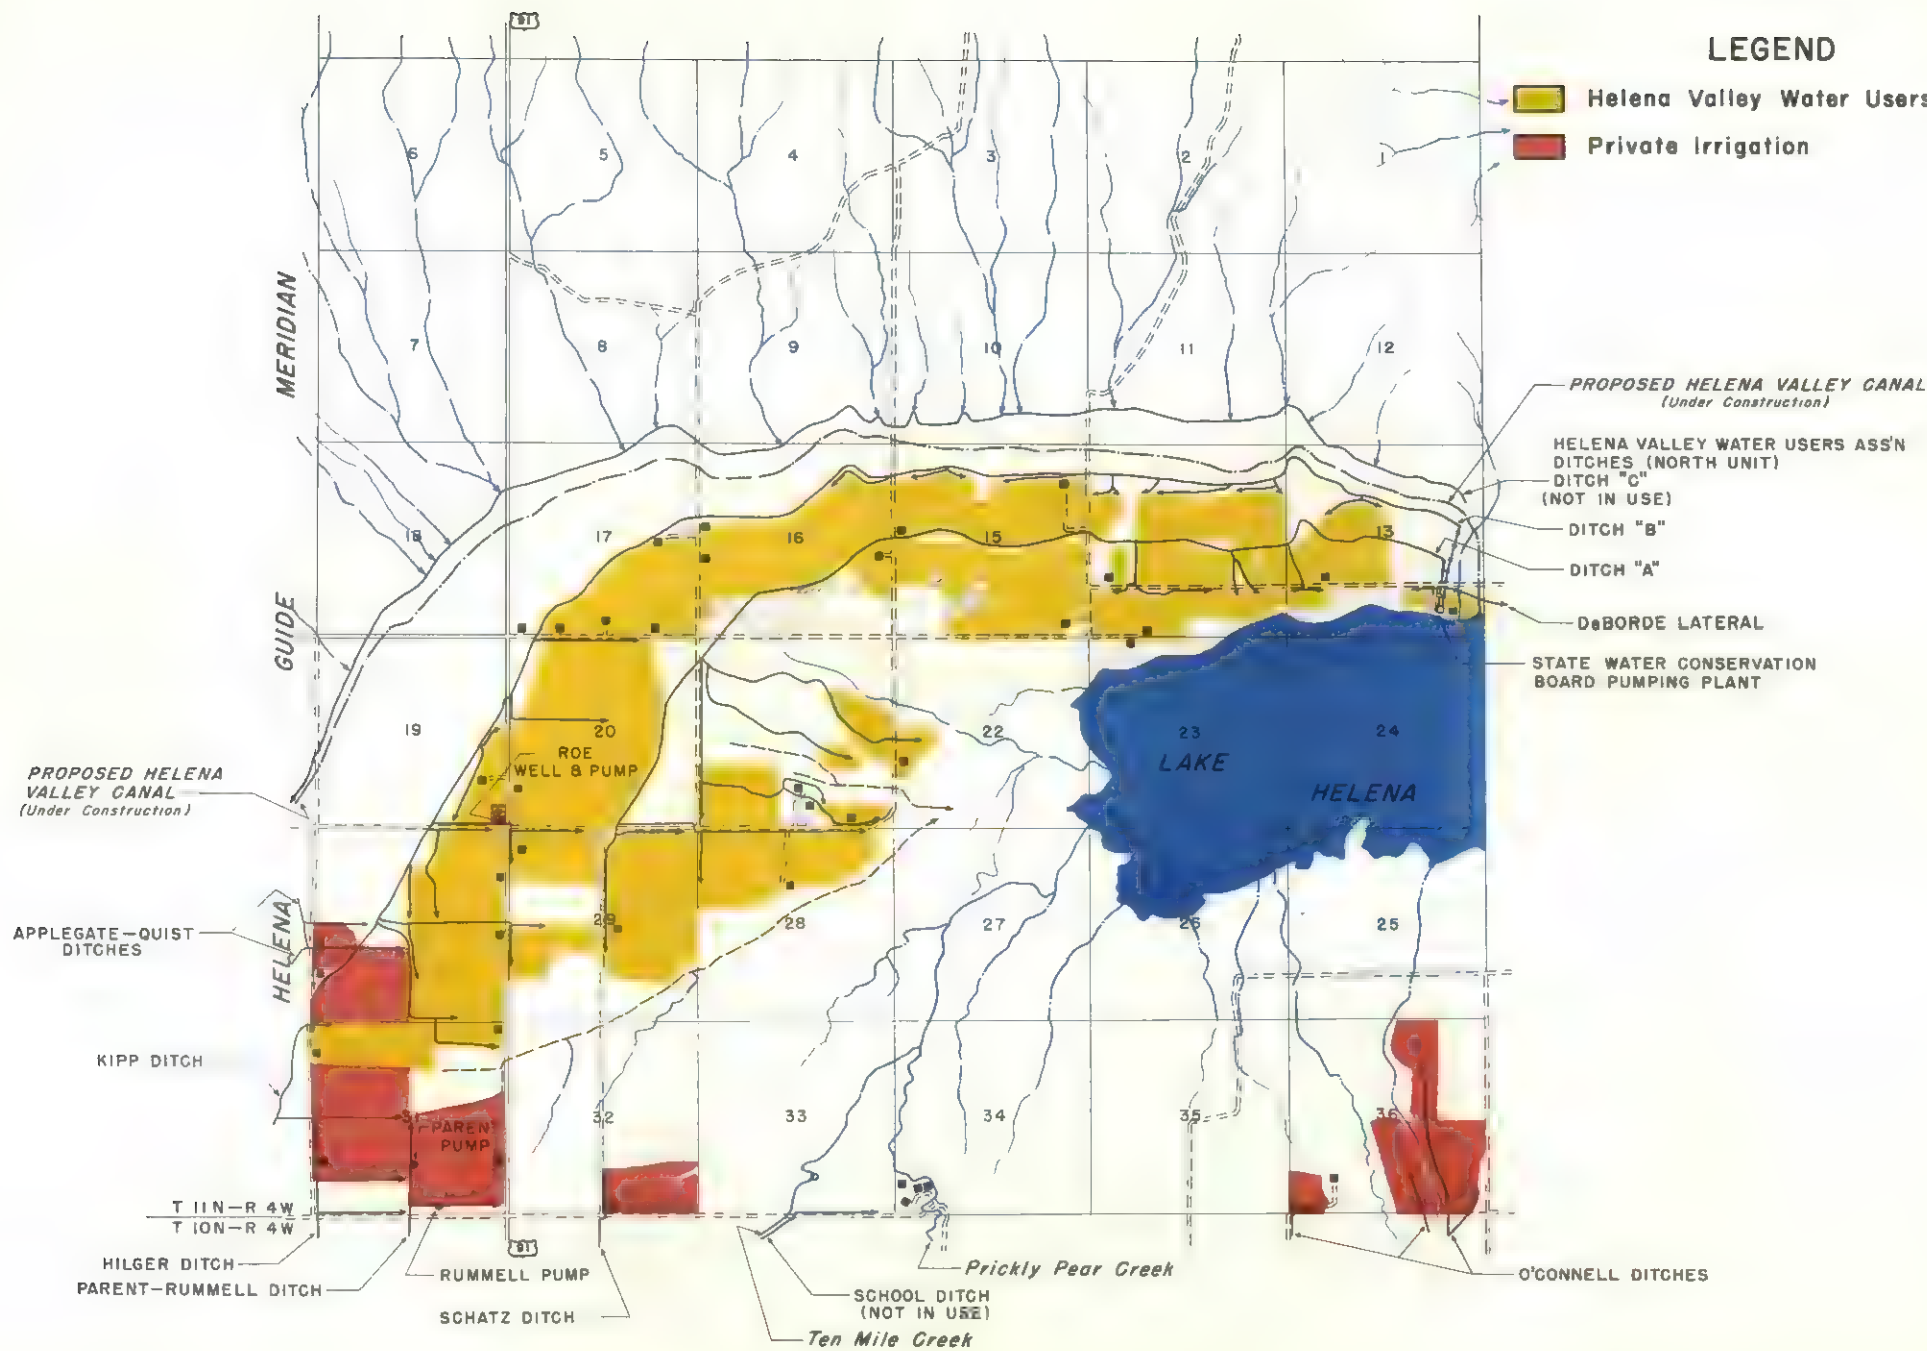 91
LEGEND
Helena Valley Water Users
Private Irrigation
6
5
4
3
2
1
MERIDIAN
7
8
9
10
11
12
PROPOSED HELENA VALLEY CANAL
(Under Construction)
HELENA VALLEY WATER USERS ASS'N
DITCHES (NORTH UNIT)
DITCH "C"
(NOT IN USE)
18
17
16
15
13
DITCH "B"
DITCH "A"
GUIDE
DeBORDE LATERAL
STATE WATER CONSERVATION
BOARD PUMPING PLANT
19
20
22
23
24
ROE
WELL & PUMP
LAKE
HELENA
PROPOSED HELENA
VALLEY CANAL
(Under Construction)
HELENA
APPLEGATE-QUIST
DITCHES
29
28
27
26
25
KIPP DITCH
31
32
33
34
35
36
PARENT
PUMP
T 11N-R 4W
T 10N-R 4W
91
HILGER DITCH
PARENT-RUMMELL DITCH
RUMMELL PUMP
SCHATZ DITCH
Prickly Pear Creek
SCHOOL DITCH
(NOT IN USE)
Ten Mile Creek
O'CONNELL DITCHES